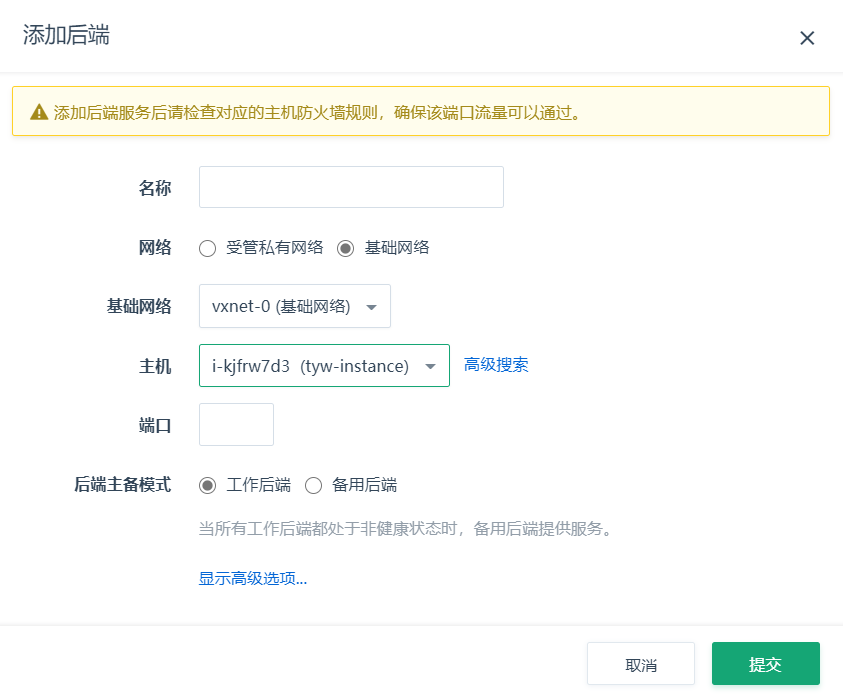 添加后端
添加后端服务后请检查对应的主机防火墙规则，确保该端口流量可以通过。
名称
网络 受管私有网络 基础网络
基础网络 vxnet-0 (基础网络)
主机 i-kjfrw7d3 (tyw-instance) 高级搜索
端口
后端主备模式 工作后端 备用后端
当所有工作后端都处于非健康状态时，备用后端提供服务。
显示高级选项...
取消 提交